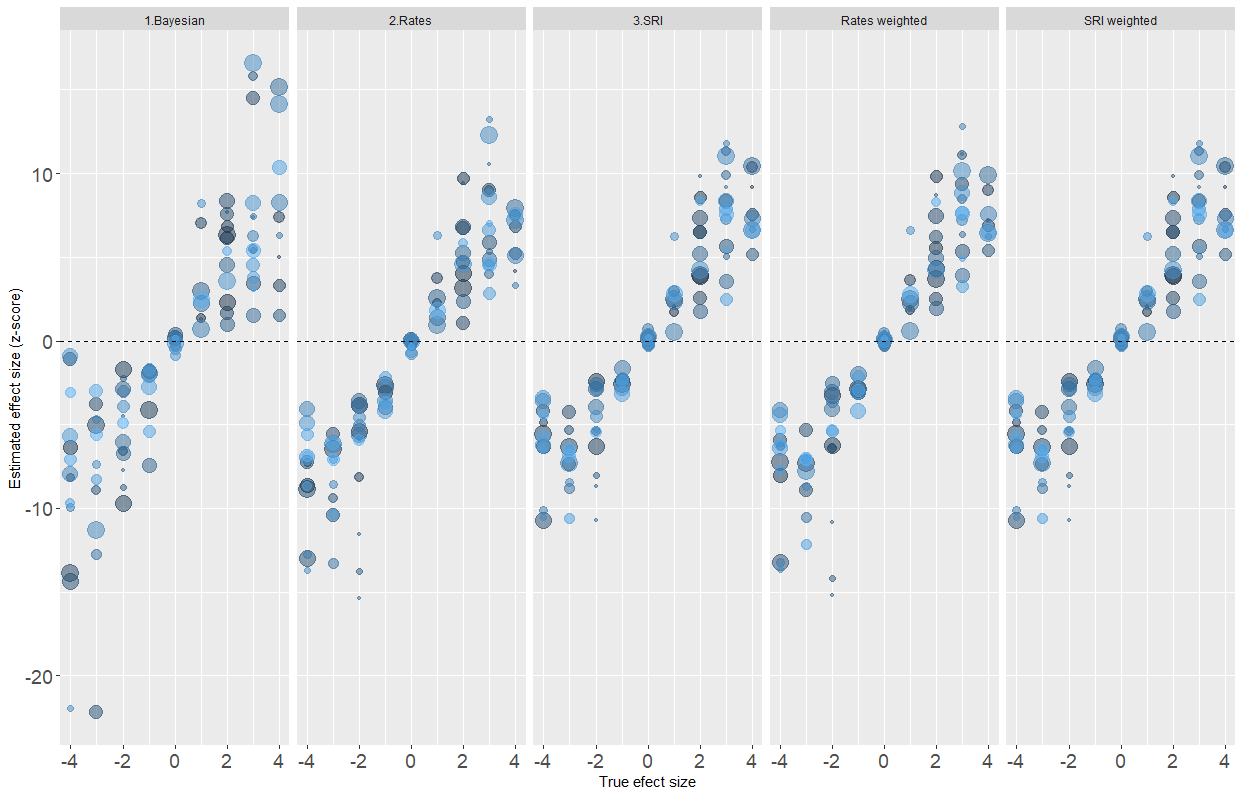 1.Bayesian 2.Rates 3.SRI Rates weighted SRI weighted
10
0
-10
-20
Estimated effect size (z-score)
-4 -2 0 2 4 -4 -2 0 2 4 -4 -2 0 2 4 -4 -2 0 2 4 -4 -2 0 2 4
True efect size